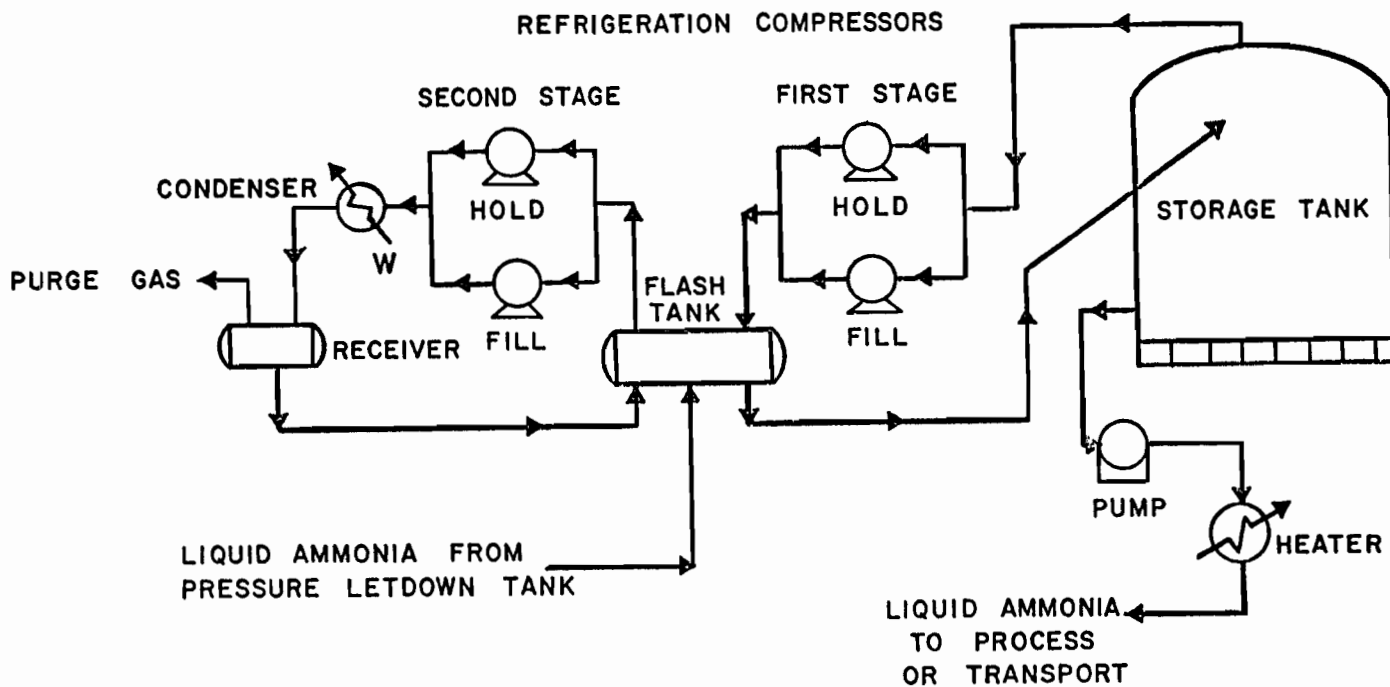 REFRIGERATION COMPRESSORS
SECOND STAGE
FIRST STAGE
CONDENSER
HOLD
HOLD
STORAGE TANK
W
PURGE GAS
FLASH
TANK
RECEIVER
FILL
FILL
PUMP
HEATER
LIQUID AMMONIA FROM
PRESSURE LETDOWN TANK
LIQUID AMMONIA
TO PROCESS
OR TRANSPORT